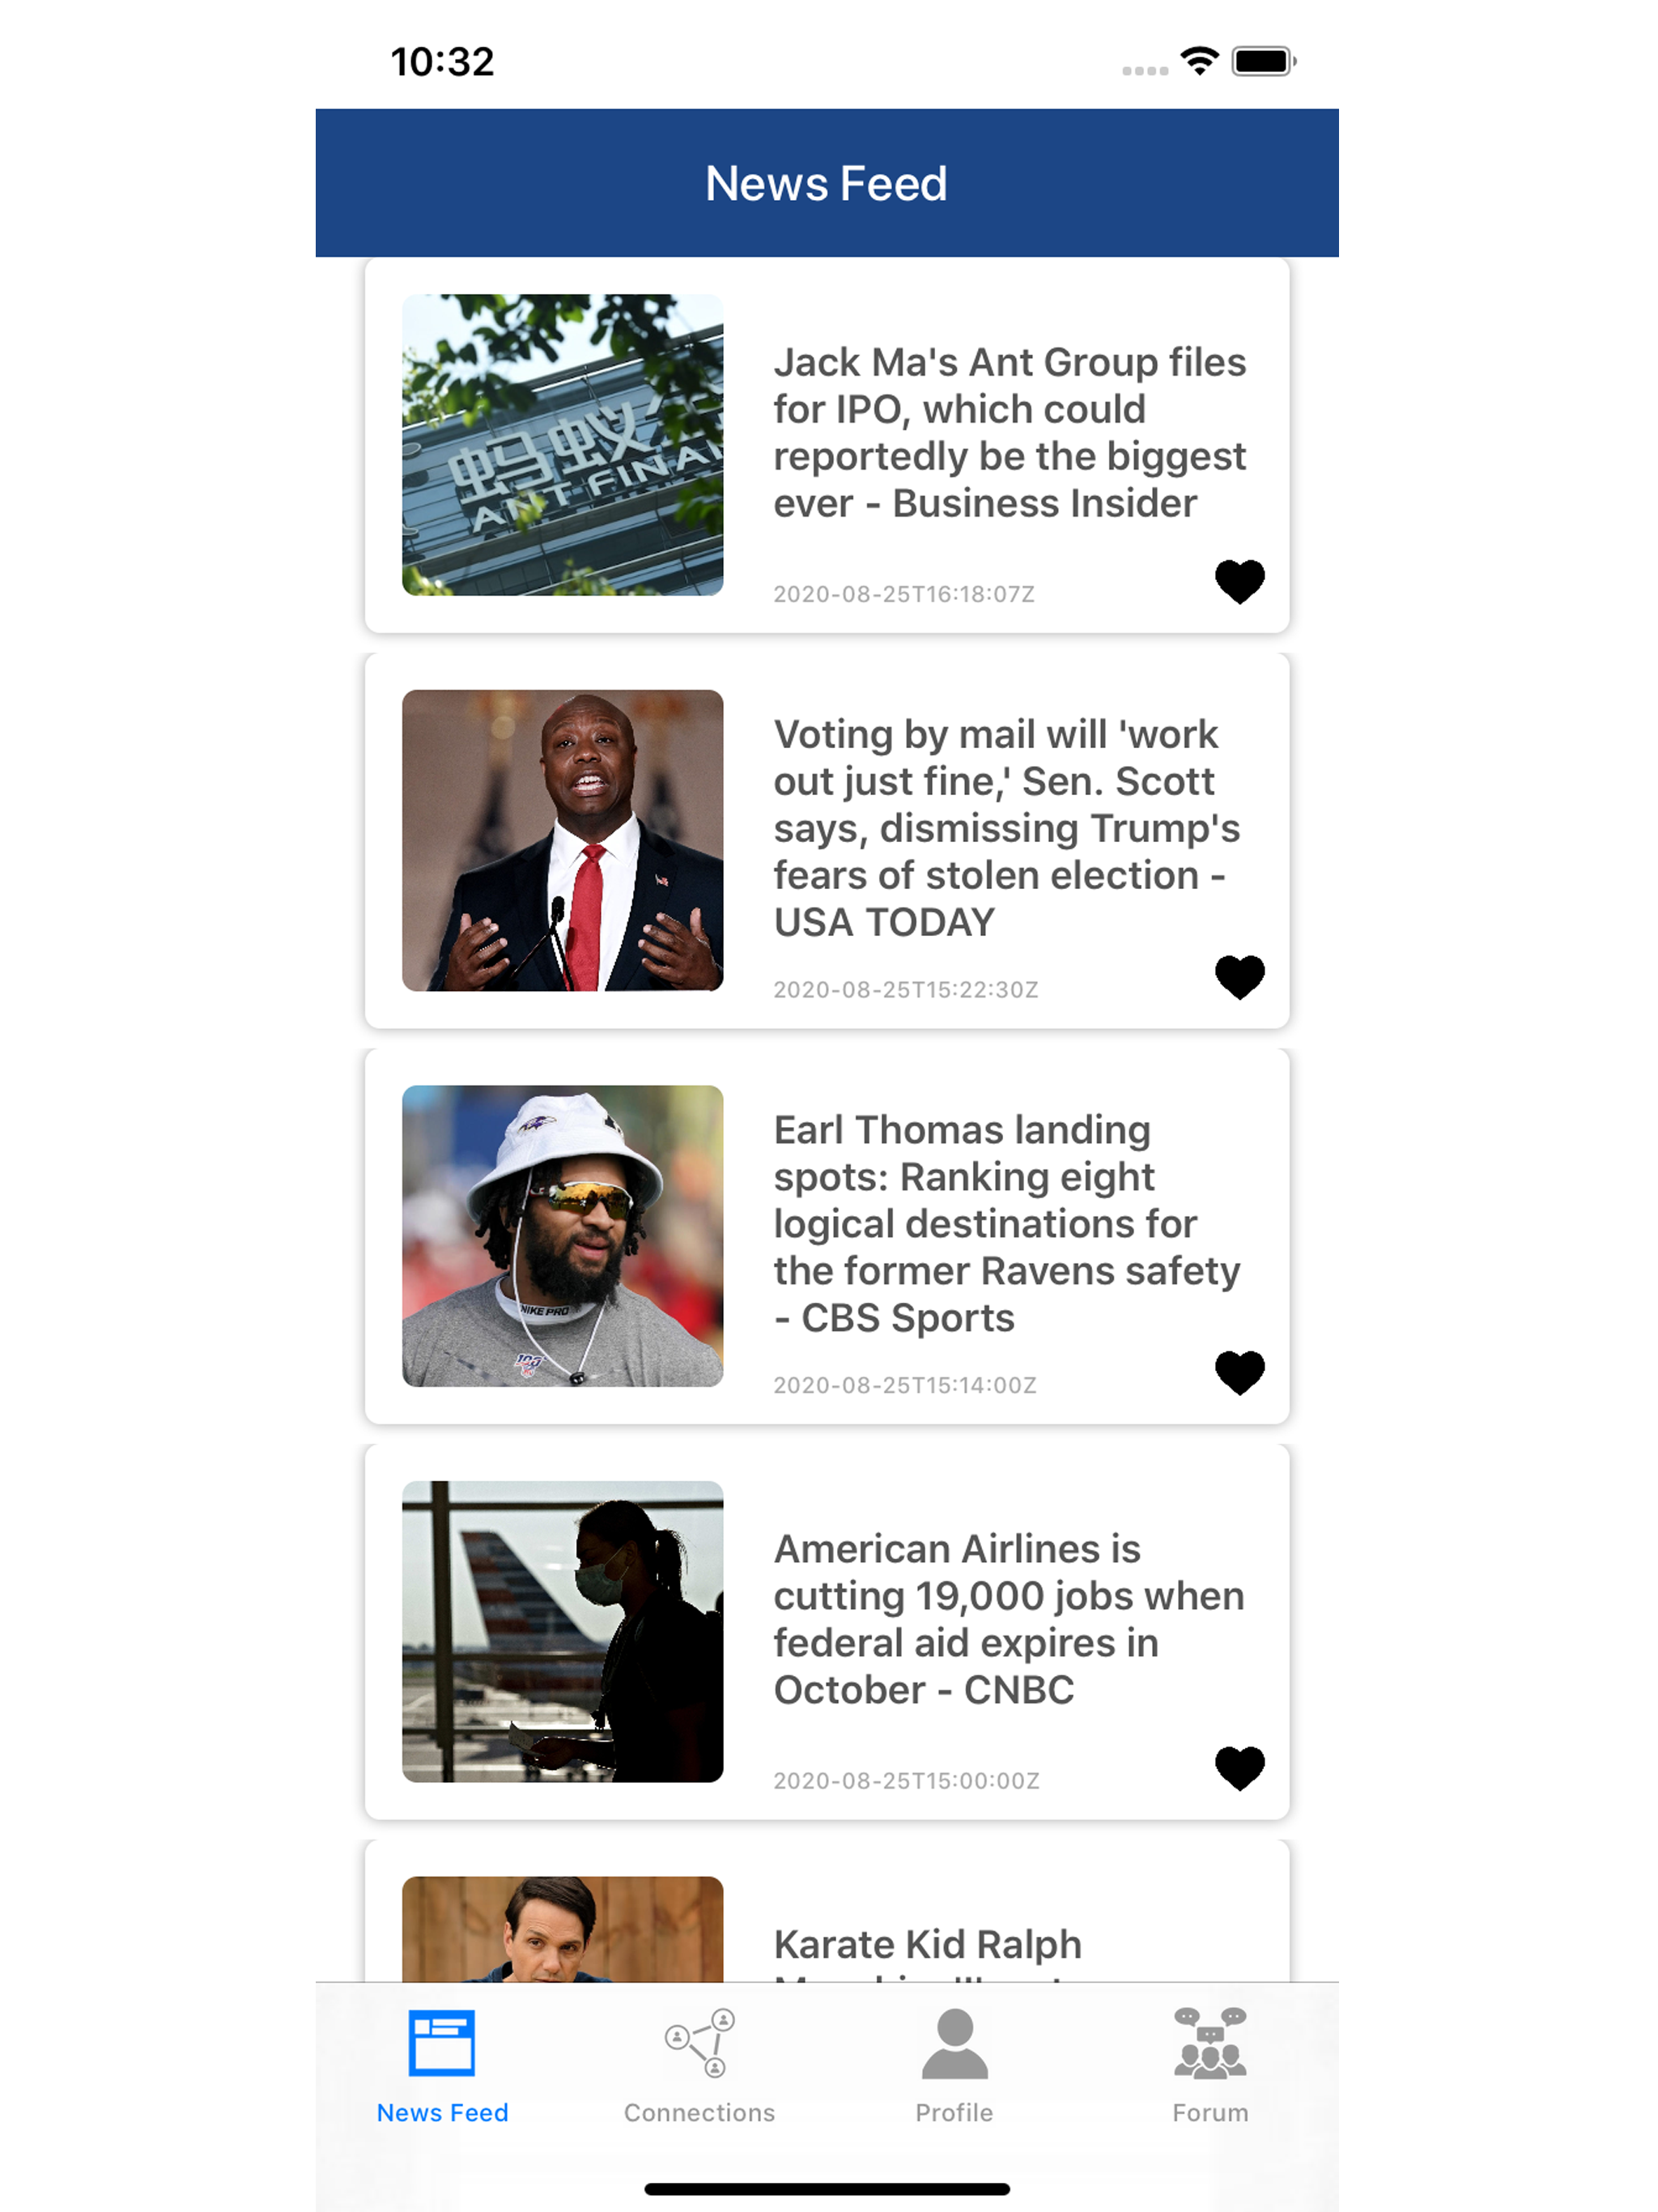 10:32
News Feed
蚂蚁
ANT FINA
Jack Ma's Ant Group files
for IPO, which could
reportedly be the biggest
ever - Business Insider
2020-08-25T16:18:07Z
Voting by mail will 'work
out just fine,' Sen. Scott
says, dismissing Trump's
fears of stolen election -
USA TODAY
2020-08-25T15:22:30Z
NIKE PRO
100
Earl Thomas landing
spots: Ranking eight
logical destinations for
the former Ravens safety
- CBS Sports
2020-08-25T15:14:00Z
American Airlines is
cutting 19,000 jobs when
federal aid expires in
October - CNBC
2020-08-25T15:00:00Z
Karate Kid Ralph
News Feed
Connections
Profile
Forum